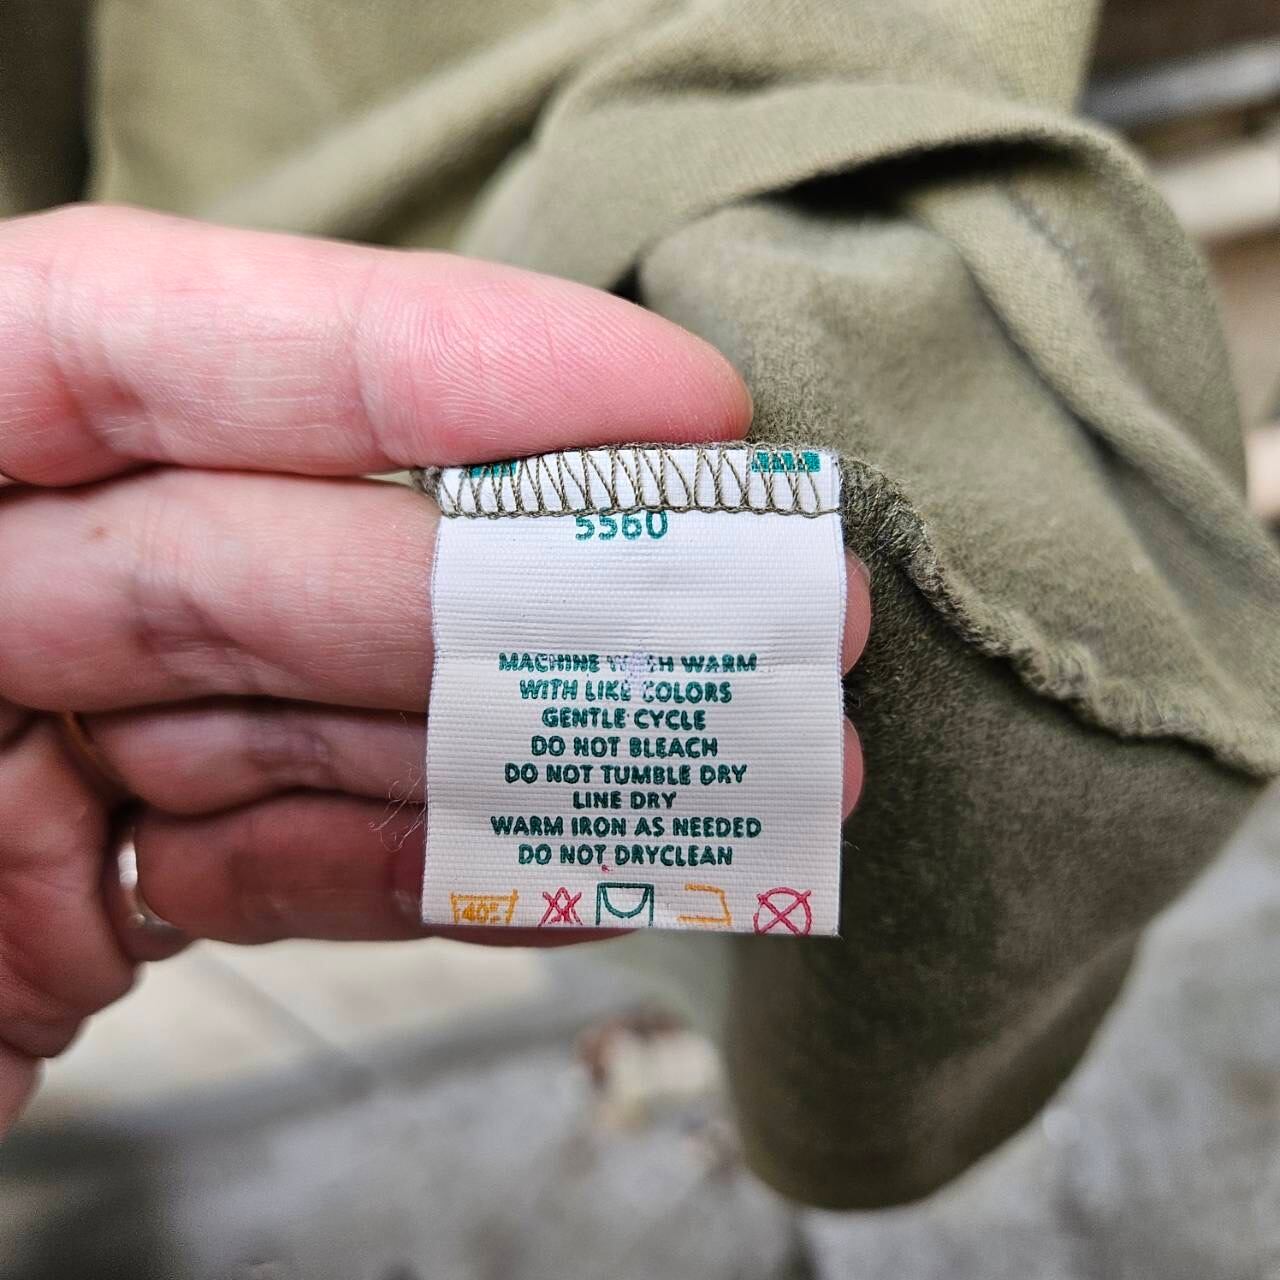 5560
MACHINE WASH WARM
WITH LIKE COLORS
GENTLE CYCLE
DO NOT BLEACH
DO NOT TUMBLE DRY
LINE DRY
WARM IRON AS NEEDED
DO NOT DRYCLEAN
40°